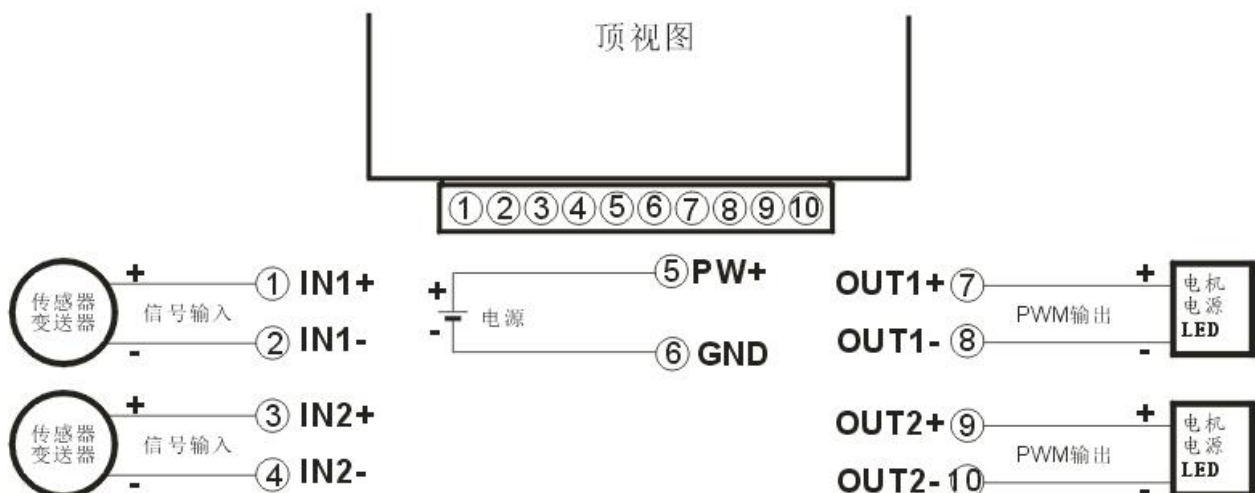 顶视图
①②③④⑤⑥⑦⑧⑨⑩
传感器
变送器
+
信号输入
-
① IN1+
② IN1-
+
-
电源
⑤PW+
⑥ GND
OUT1+ ⑦
OUT1- ⑧
PWM输出
+
-
电机
电源
LED
传感器
变送器
+
信号输入
-
③ IN2+
④ IN2-
OUT2+ ⑨
OUT2- ⑩
PWM输出
+
-
电机
电源
LED